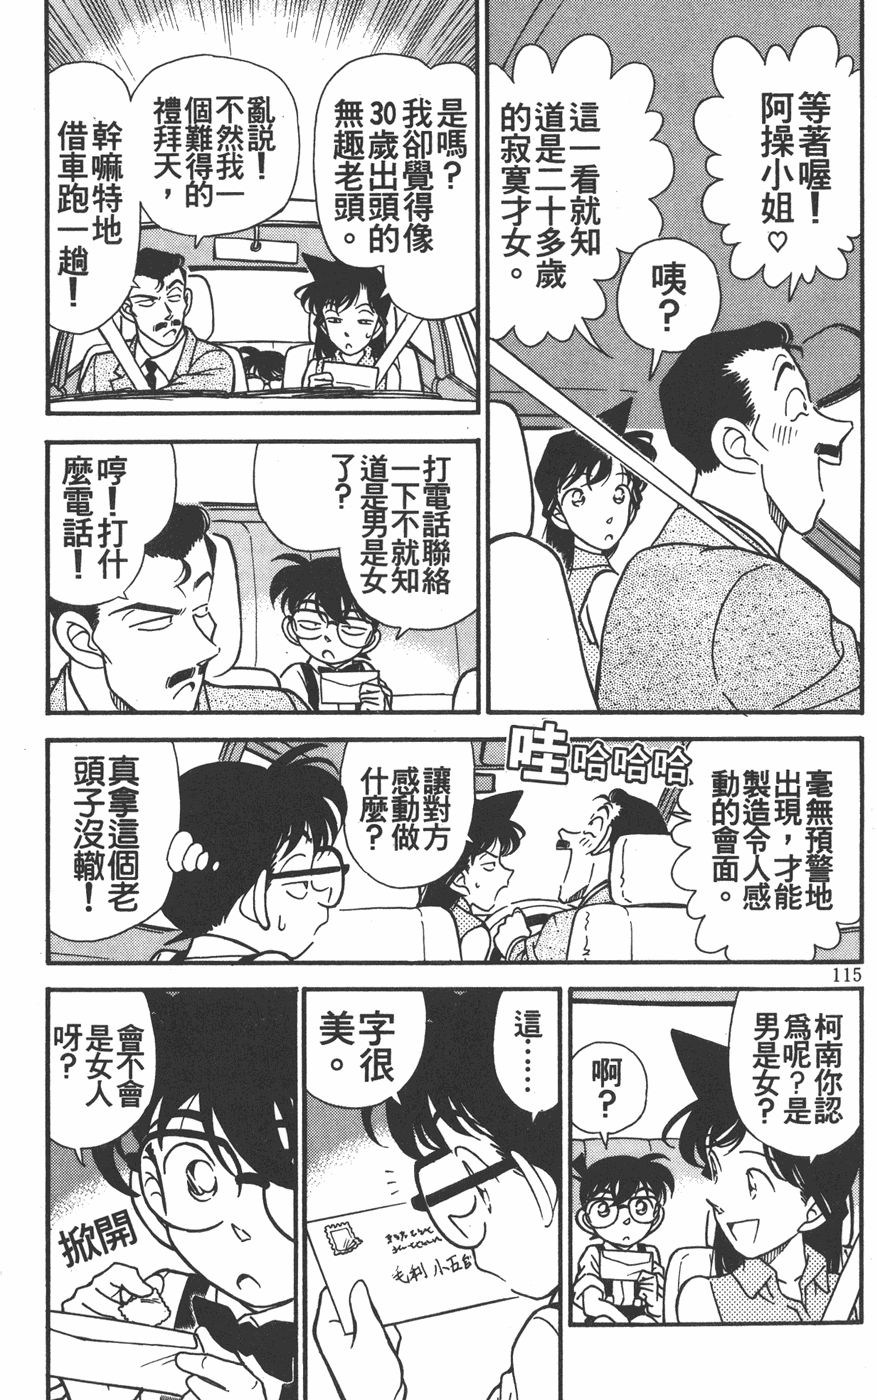 等著喔！
阿操小姐♡
這一看就知
道是二十多歲
的寂寞才女。
咦？
是嗎？
我卻覺得像
30歲出頭的
無趣老頭。
亂説！
不然我一
個難得的
禮拜天，
幹嘛特地
借車跑一趟！
打電話聯絡
一下不就知
道是男是女
了？
哼！打什
麼電話！
毫無預警地
出現，才能
製造令人感
動的會面。
哇哈哈哈
讓對方
感動做
什麼？
真拿這個老
頭子沒轍！
115
柯南你認
爲呢？是
男是女？
啊？
這……
字很
美。
毛利 小五郎
會不會
是女人
呀？
掀開